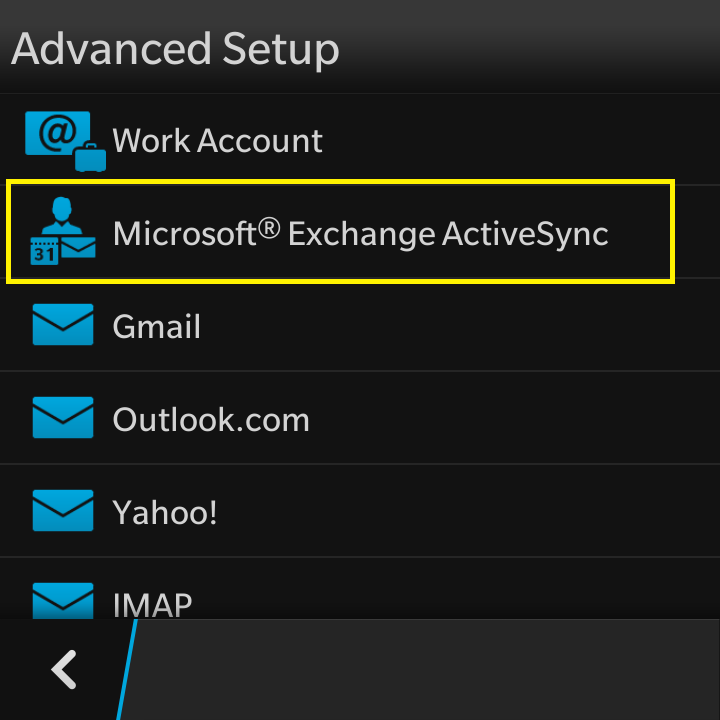 Advanced Setup
Work Account
31
Microsoft® Exchange ActiveSync
Gmail
Outlook.com
Yahoo!
IMAP